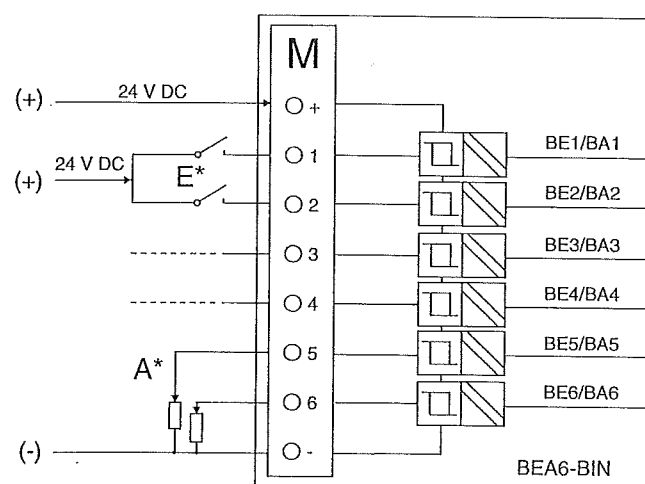 M
(+) 24 V DC +
(+) 24 V DC E* 1 BE1/BA1
2 BE2/BA2
3 BE3/BA3
4 BE4/BA4
A* 5 BE5/BA5
6 BE6/BA6
(-) -
BEA6-BIN